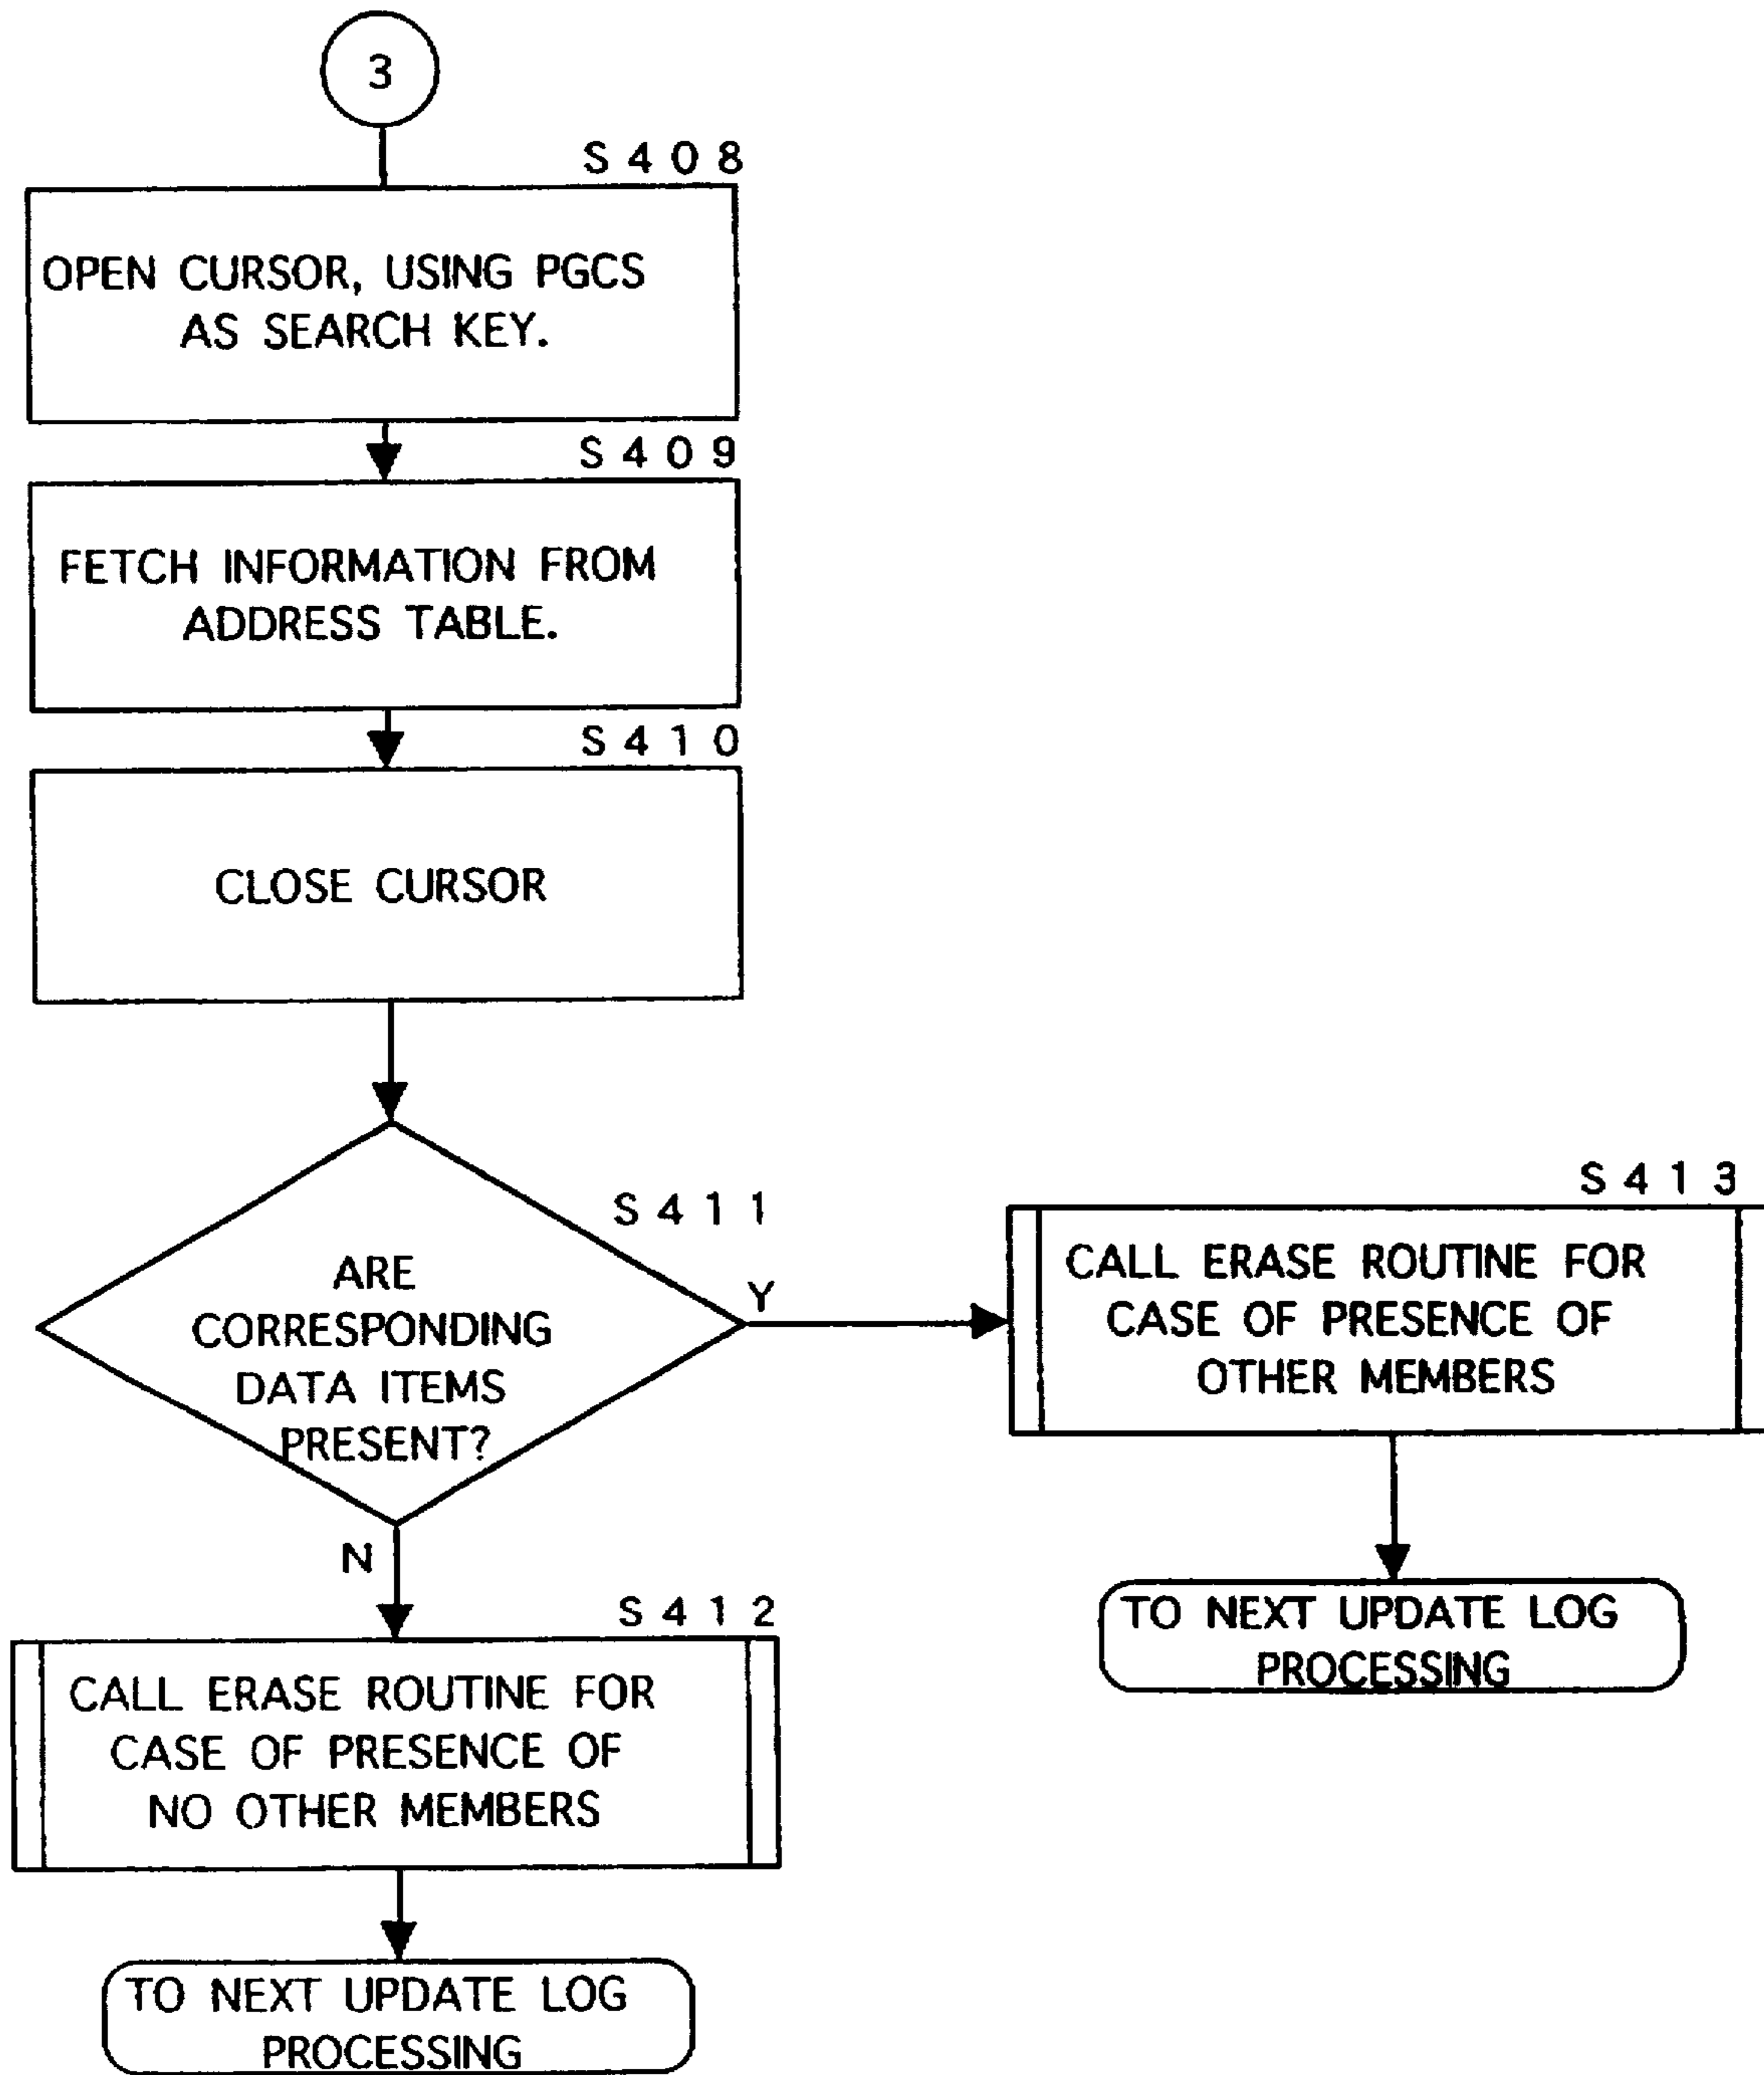 3
S408
OPEN CURSOR, USING PGCS
AS SEARCH KEY.
S409
FETCH INFORMATION FROM
ADDRESS TABLE.
S410
CLOSE CURSOR
S411
ARE
CORRESPONDING
DATA ITEMS
PRESENT?
Y
N
S413
CALL ERASE ROUTINE FOR
CASE OF PRESENCE OF
OTHER MEMBERS
TO NEXT UPDATE LOG
PROCESSING
S412
CALL ERASE ROUTINE FOR
CASE OF PRESENCE OF
NO OTHER MEMBERS
TO NEXT UPDATE LOG
PROCESSING